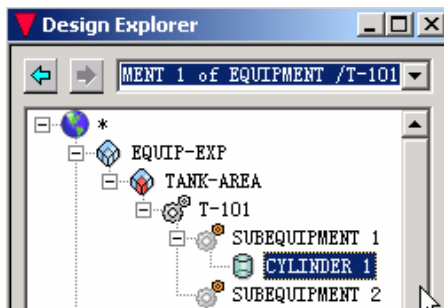 Design Explorer
MENT 1 of EQUIPMENT /T-101
*
EQUIP-EXP
TANK-AREA
T-101
SUBEQUIPMENT 1
CYLINDER 1
SUBEQUIPMENT 2